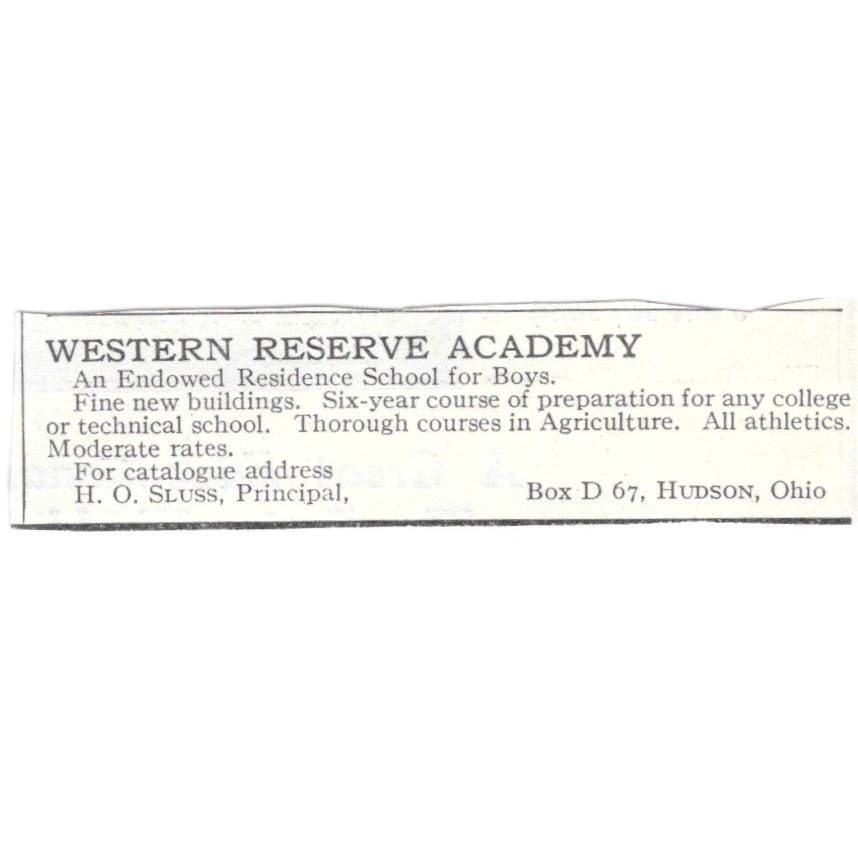 WESTERN RESERVE ACADEMY
An Endowed Residence School for Boys.
Fine new buildings. Six-year course of preparation for any college
or technical school. Thorough courses in Agriculture. All athletics.
Moderate rates.
For catalogue address
H. O. SLUSS, Principal, Box D 67, HUDSON, Ohio